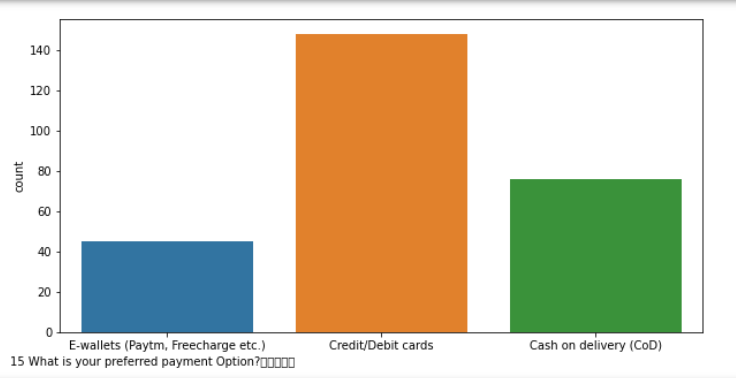 140
120
100
80
60
40
20
0
count
E-wallets (Paytm, Freecharge etc.) Credit/Debit cards Cash on delivery (CoD)
15 What is your preferred payment Option?